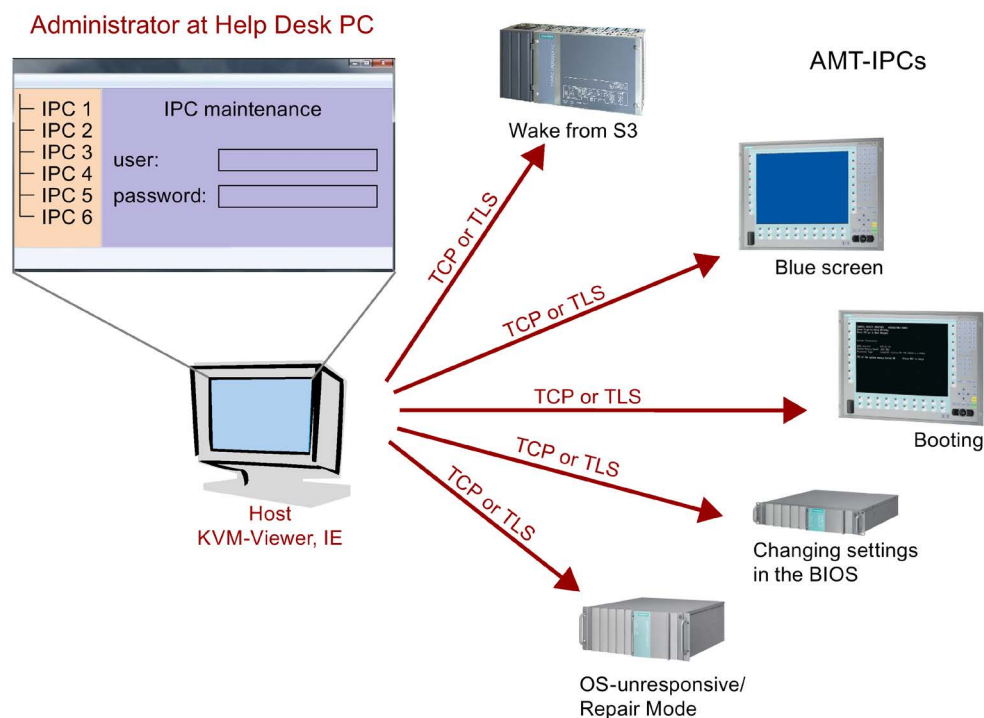 Administrator at Help Desk PC
IPC 1
IPC 2
IPC 3
IPC 4
IPC 5
IPC 6
IPC maintenance
user:
password:
AMT-IPCs
Wake from S3
TCP or TLS
Blue screen
TCP or TLS
Booting
TCP or TLS
Changing settings
in the BIOS
TCP or TLS
OS-unresponsive/
Repair Mode
TCP or TLS
Host
KVM-Viewer, IE